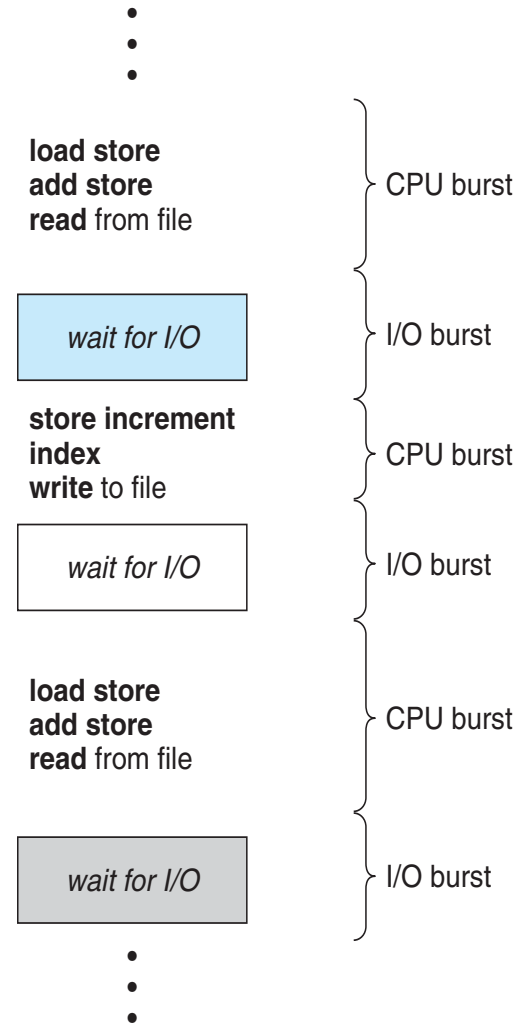 load store
add store
read from file
CPU burst
wait for I/O
I/O burst
store increment
index
write to file
CPU burst
wait for I/O
I/O burst
load store
add store
read from file
CPU burst
wait for I/O
I/O burst